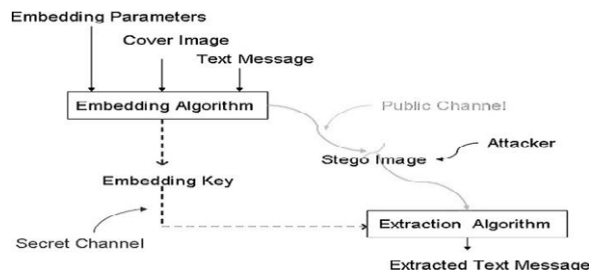 Embedding Parameters
Cover Image
Text Message
Embedding Algorithm
Public Channel
Attacker
Stego Image
Embedding Key
Extraction Algorithm
Secret Channel
Extracted Text Message